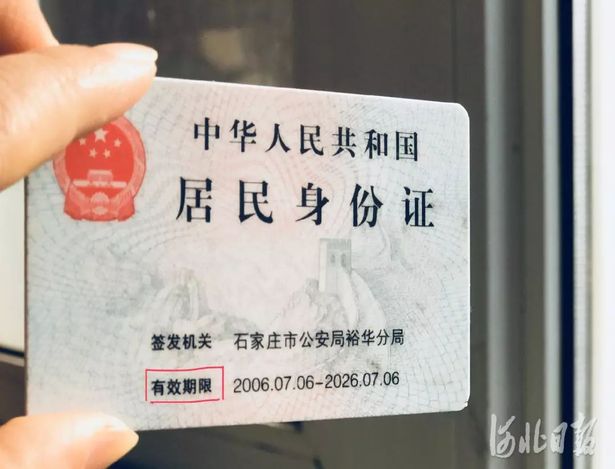 中华人民共和国
居民身份证
签发机关 石家庄市公安局裕华分局
有效期限 2006.07.06-2026.07.06
河北日报